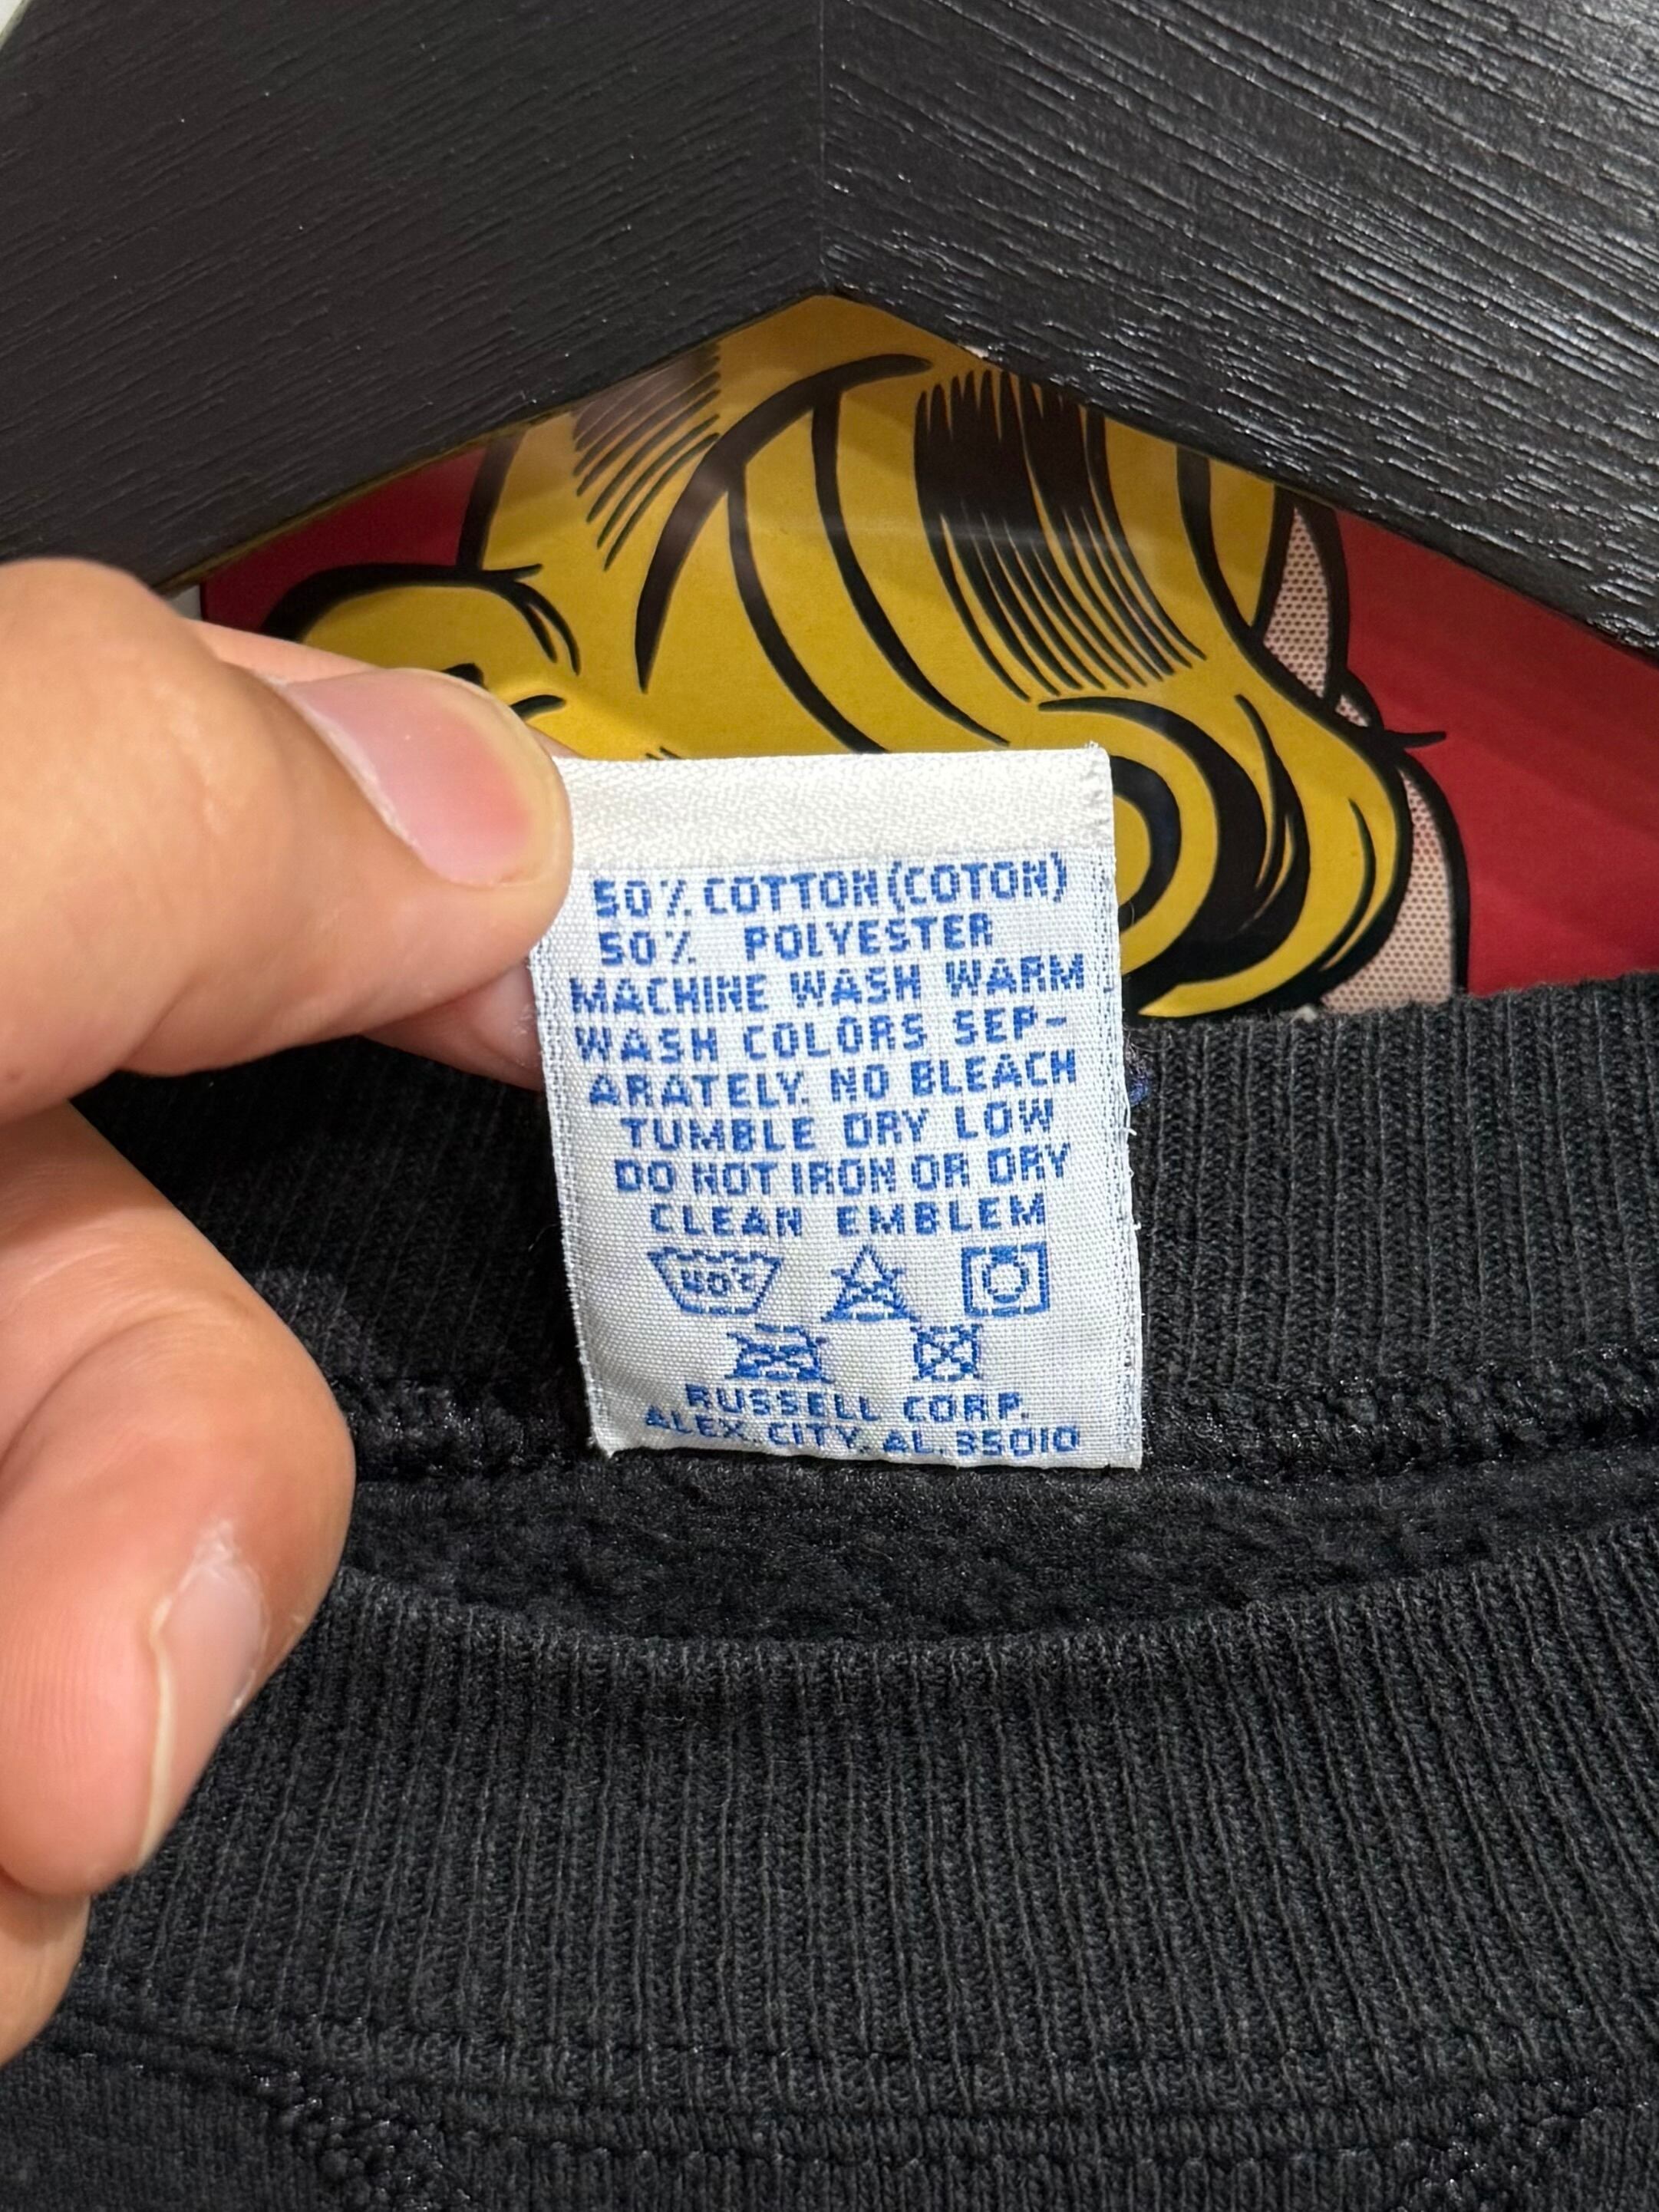 50% COTTON (COTON)
50% POLYESTER
MACHINE WASH WARM
WASH COLORS SEP-
ARATELY. NO BLEACH
TUMBLE DRY LOW
DO NOT IRON OR DRY
CLEAN EMBLEM
40°C
RUSSELL CORP.
ALEX. CITY, AL. 35010